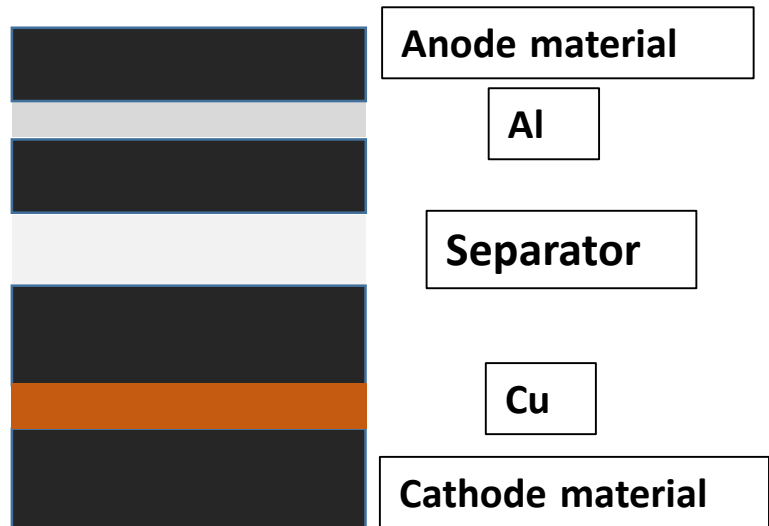 Anode material
Al
Separator
Cu
Cathode material